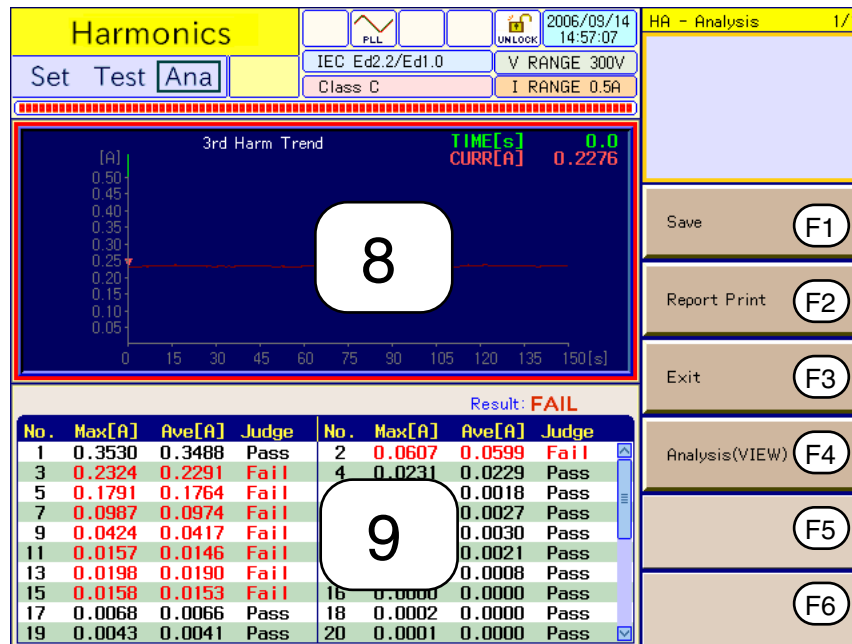 Harmonics
PLL
UNLOCK
2006/09/14
14:57:07
Set Test Ana
IEC Ed2.2/Ed1.0
V RANGE 300V
Class C
I RANGE 0.5A
3rd Harm Trend
TIME[s] 0.0
CURR[A] 0.2276
[A]
0.50
0.45
0.40
0.35
0.30
0.25
0.20
0.15
0.10
0.05
0 15 30 45 60 75 90 105 120 135 150[s]
8
Result: FAIL
No. Max[A] Ave[A] Judge No. Max[A] Ave[A] Judge
1 0.3530 0.3488 Pass 2 0.0607 0.0599 Fail
3 0.2324 0.2291 Fail 4 0.0231 0.0229 Pass
5 0.1791 0.1764 Fail 0.0018 Pass
7 0.0987 0.0974 Fail 0.0027 Pass
9 0.0424 0.0417 Fail 0.0030 Pass
11 0.0157 0.0146 Fail 0.0021 Pass
13 0.0198 0.0190 Fail 0.0008 Pass
15 0.0158 0.0153 Fail 16 0.0000 0.0000 Pass
17 0.0068 0.0066 Pass 18 0.0002 0.0000 Pass
19 0.0043 0.0041 Pass 20 0.0001 0.0000 Pass
9
HA - Analysis 1/
Save F1
Report Print F2
Exit F3
Analysis(VIEW) F4
F5
F6